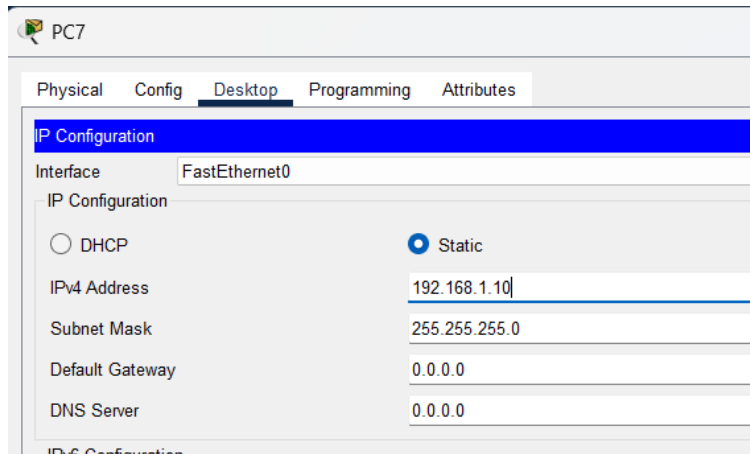 PC7
Physical Config Desktop Programming Attributes
IP Configuration
Interface FastEthernet0
IP Configuration
DHCP Static
IPv4 Address 192.168.1.10
Subnet Mask 255.255.255.0
Default Gateway 0.0.0.0
DNS Server 0.0.0.0
IPv6 Configuration